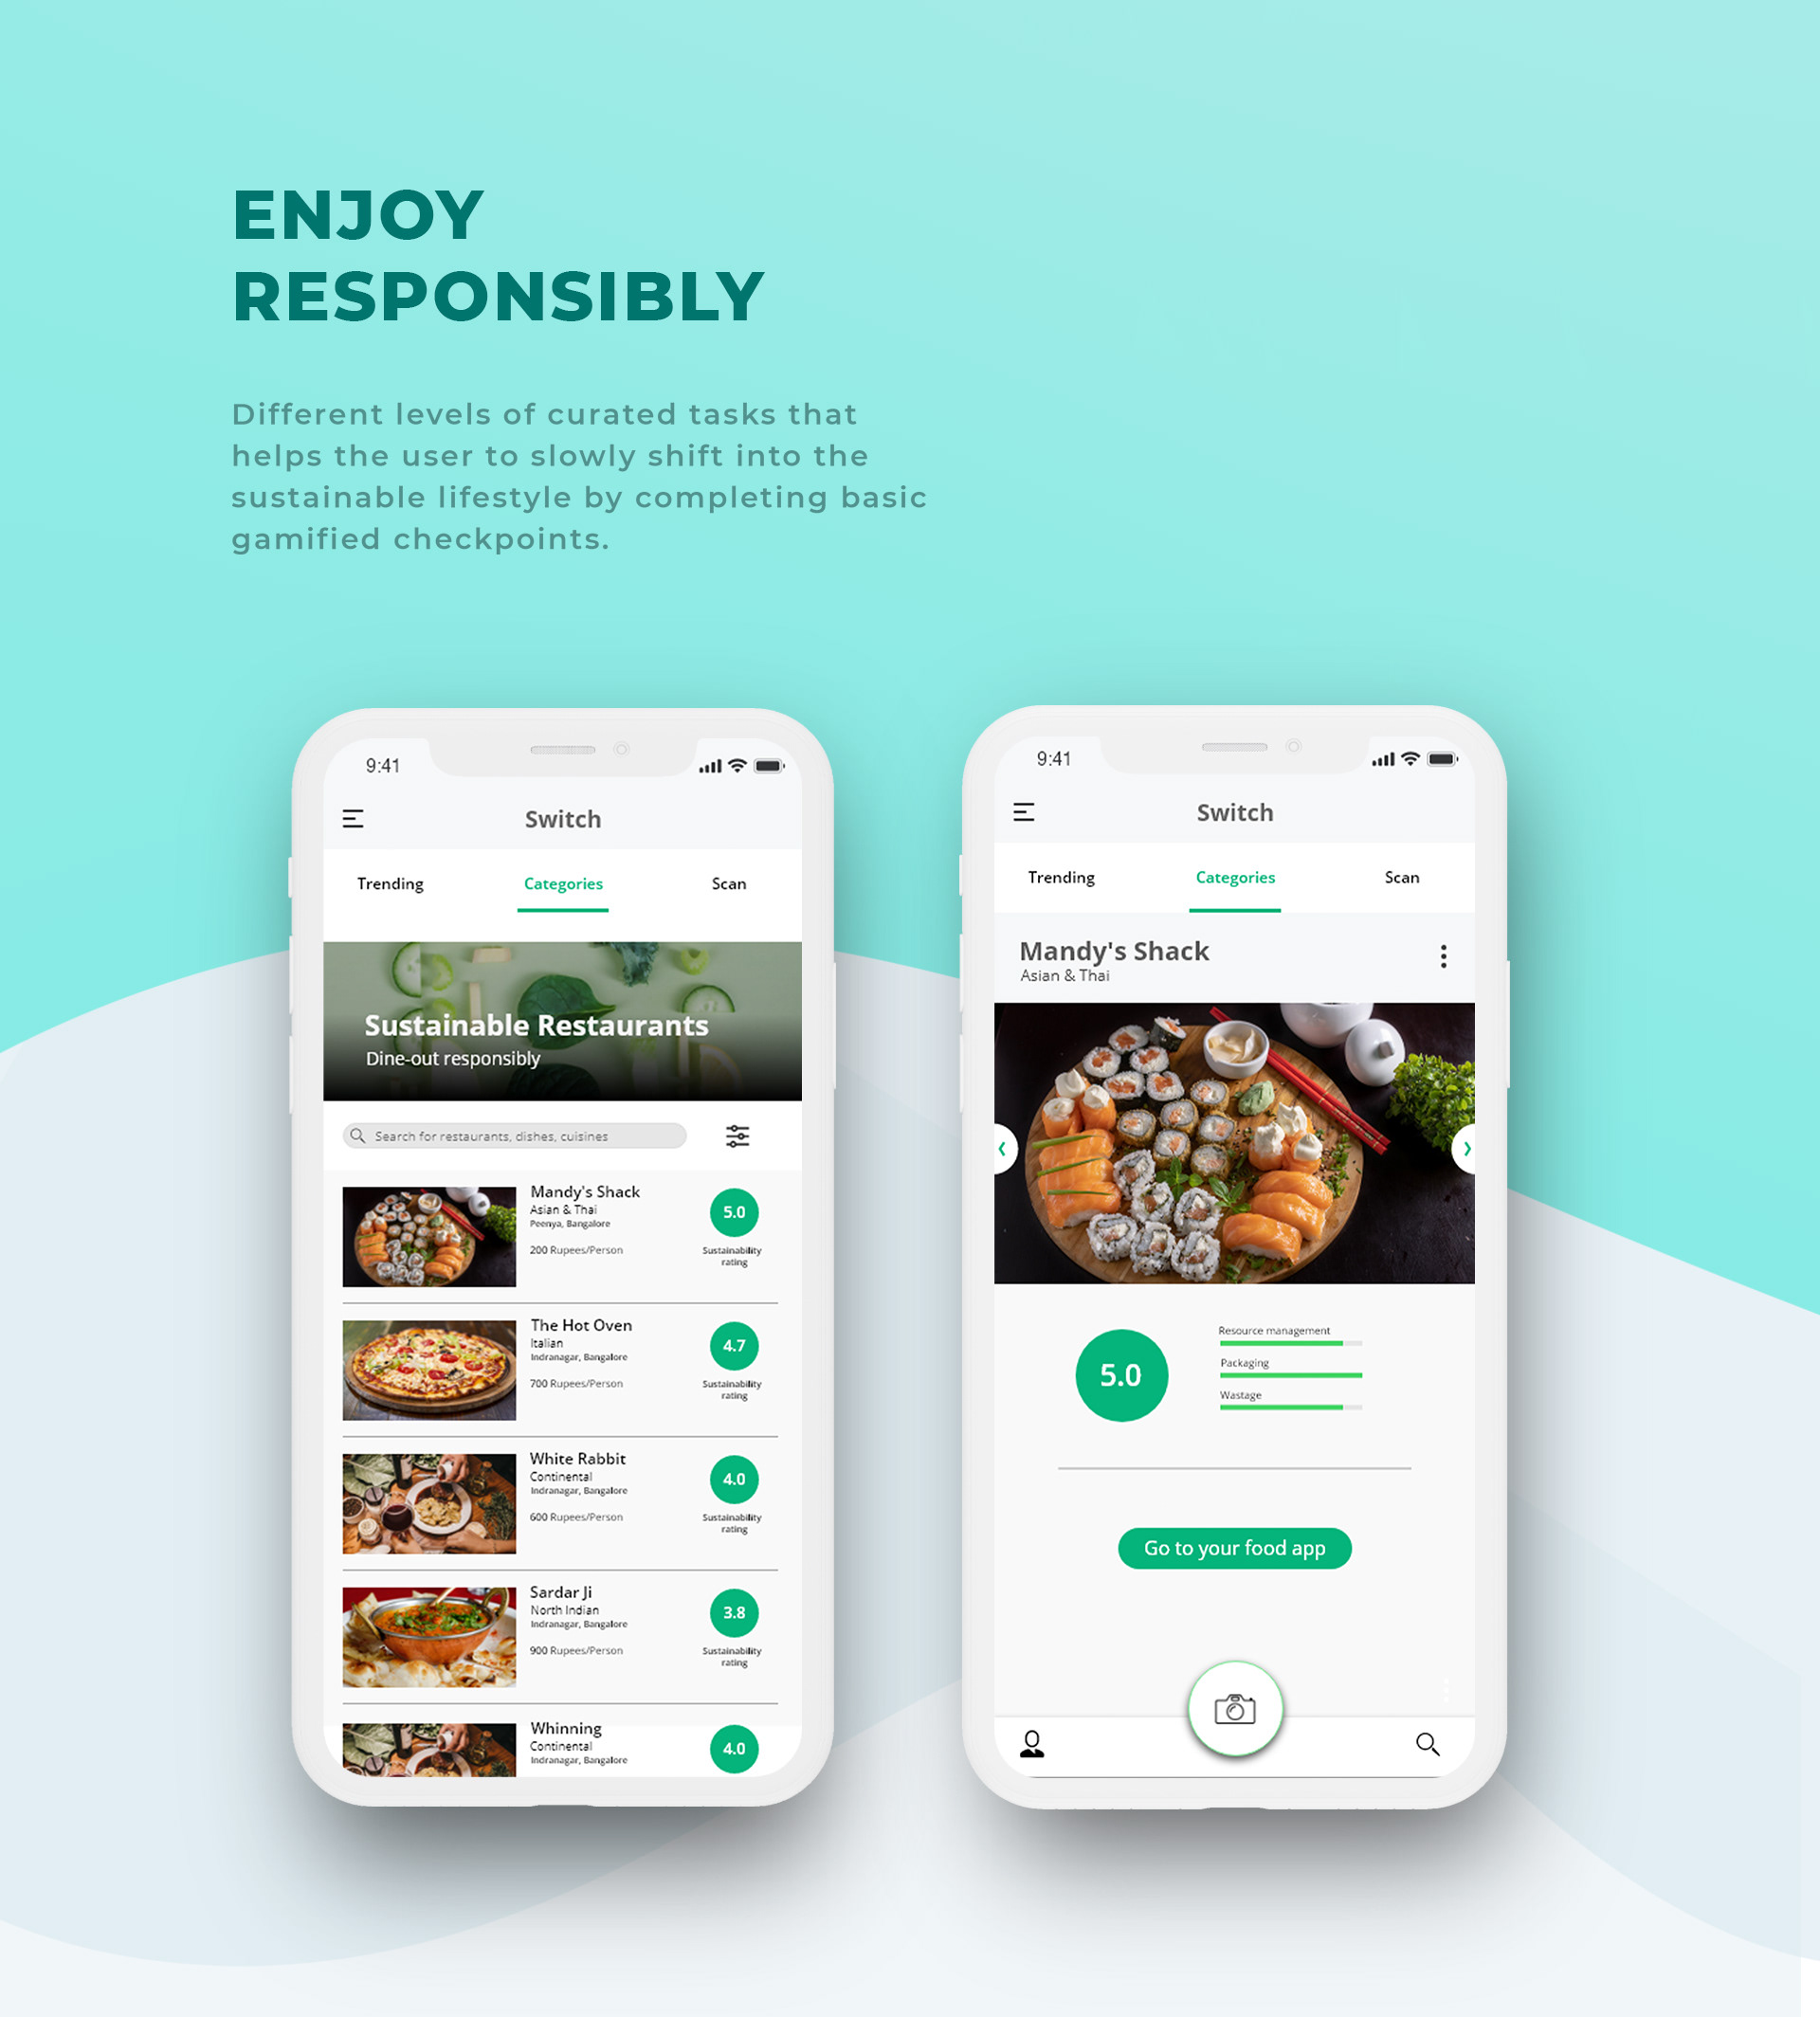 ENJOY
RESPONSIBLY
Different levels of curated tasks that
helps the user to slowly shift into the
sustainable lifestyle by completing basic
gamified checkpoints.
9:41
Switch
Trending Categories Scan
Sustainable Restaurants
Dine-out responsibly
Search for restaurants, dishes, cuisines
Mandy's Shack
Asian & Thai
Peenya, Bangalore
200 Rupees/Person
5.0
Sustainability
rating
The Hot Oven
Italian
Indranagar, Bangalore
700 Rupees/Person
4.7
Sustainability
rating
White Rabbit
Continental
Indranagar, Bangalore
600 Rupees/Person
4.0
Sustainability
rating
Sardar Ji
North Indian
Indranagar, Bangalore
900 Rupees/Person
3.8
Sustainability
rating
Whinning
Continental
Indranagar, Bangalore
4.0
9:41
Switch
Trending Categories Scan
Mandy's Shack
Asian & Thai
5.0
Resource management
Packaging
Wastage
Go to your food app